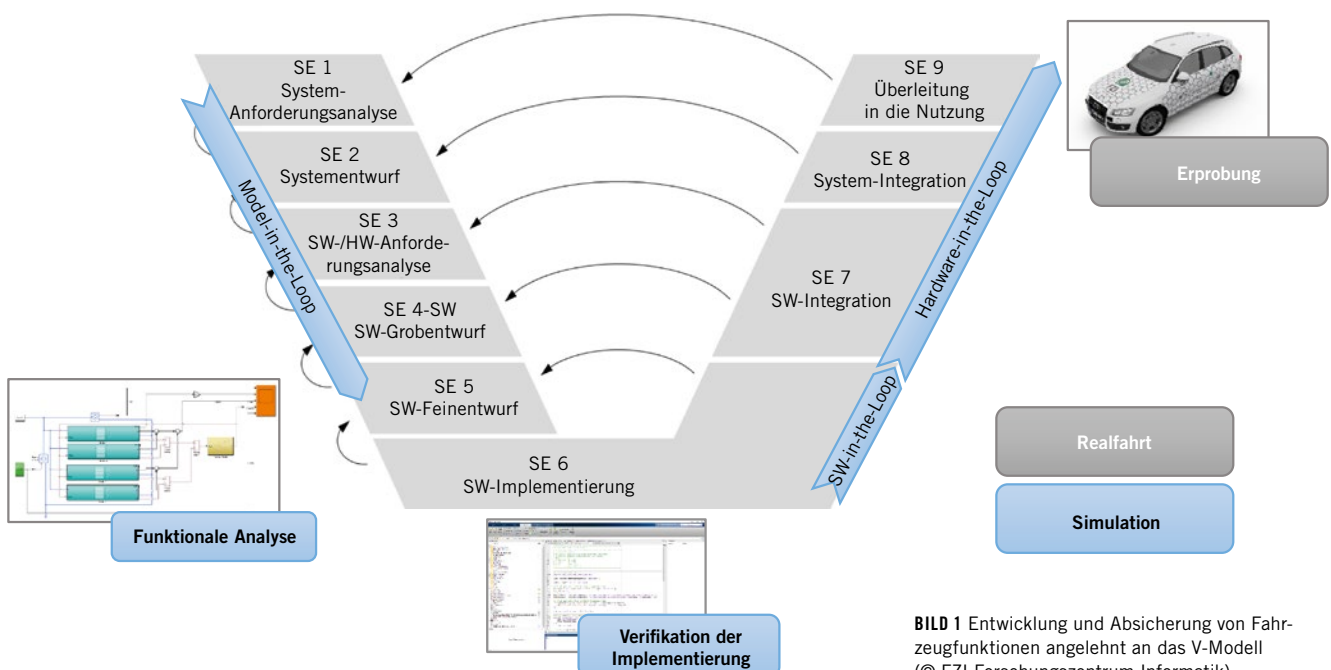 SE 1
System-
Anforderungsanalyse
SE 2
Systementwurf
SE 3
SW-/HW-Anforde-
rungsanalyse
SE 4-SW
SW-Grobentwurf
SE 5
SW-Feinentwurf
SE 6
SW-Implementierung
SE 7
SW-Integration
SE 8
System-Integration
SE 9
Überleitung
in die Nutzung
Model-in-the-Loop
SW-in-the-Loop
Hardware-in-the-Loop
Erprobung
Funktionale Analyse
Verifikation der
Implementierung
Realfahrt
Simulation
BILD 1 Entwicklung und Absicherung von Fahr-
zeugfunktionen angelehnt an das V-Modell
(© FZI Forschungszentrum Informatik)